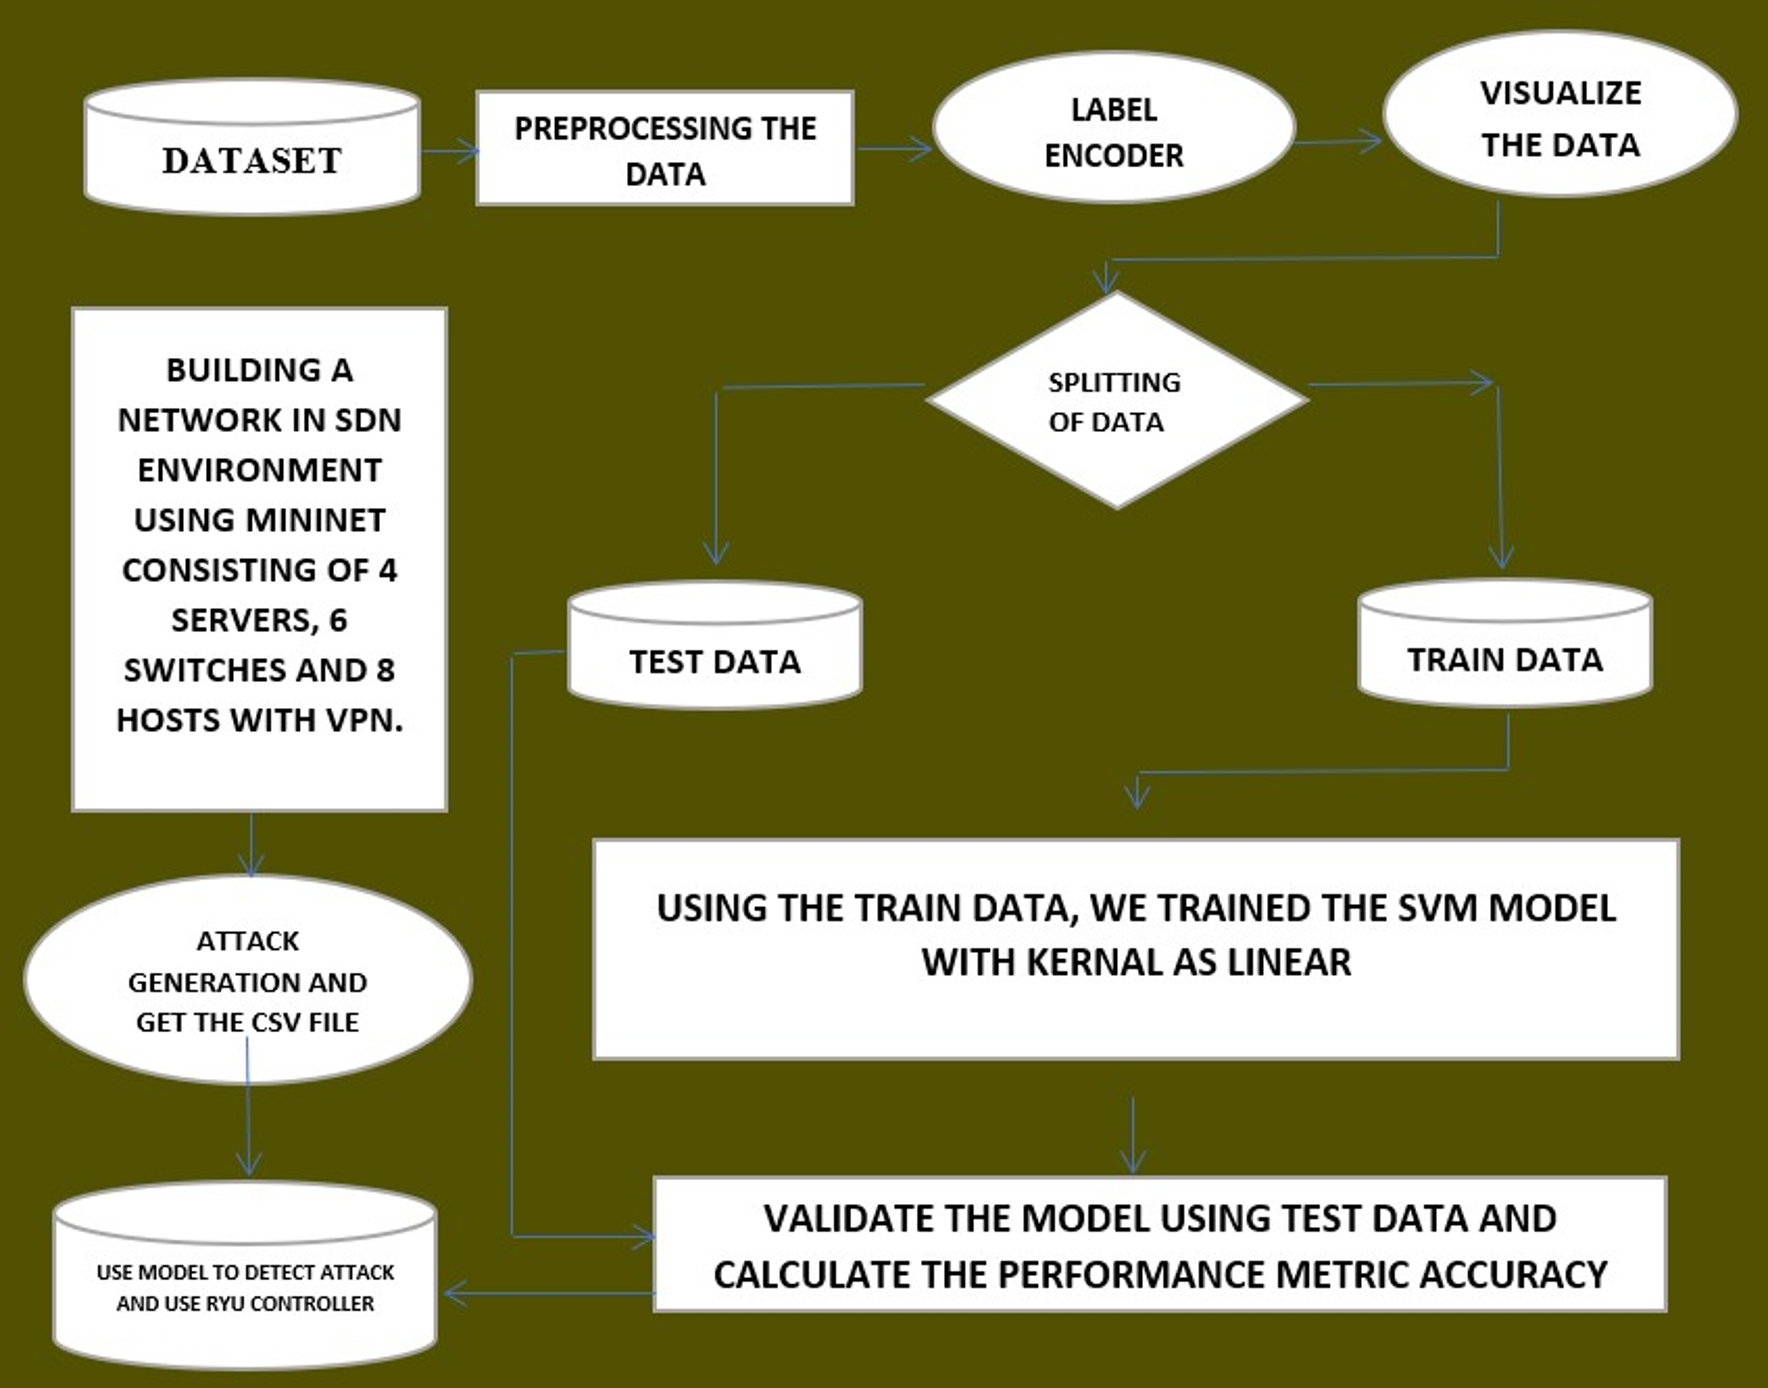 DATASET
PREPROCESSING THE
DATA
LABEL
ENCODER
VISUALIZE
THE DATA
SPLITTING
OF DATA
BUILDING A
NETWORK IN SDN
ENVIRONMENT
USING MININET
CONSISTING OF 4
SERVERS, 6
SWITCHES AND 8
HOSTS WITH VPN.
TEST DATA
TRAIN DATA
USING THE TRAIN DATA, WE TRAINED THE SVM MODEL
WITH KERNAL AS LINEAR
ATTACK
GENERATION AND
GET THE CSV FILE
VALIDATE THE MODEL USING TEST DATA AND
CALCULATE THE PERFORMANCE METRIC ACCURACY
USE MODEL TO DETECT ATTACK
AND USE RYU CONTROLLER